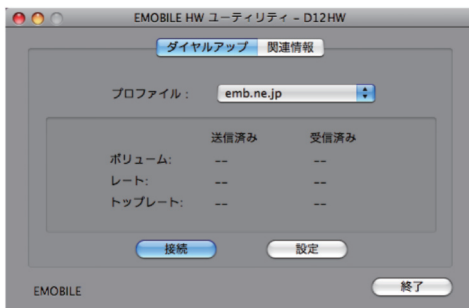 EMOBILE HW ユーティリティ – D12HW
ダイヤルアップ 関連情報
プロファイル : emb.ne.jp
送信済み 受信済み
ボリューム: -- --
レート: -- --
トップレート: -- --
接続 設定
EMOBILE 終了